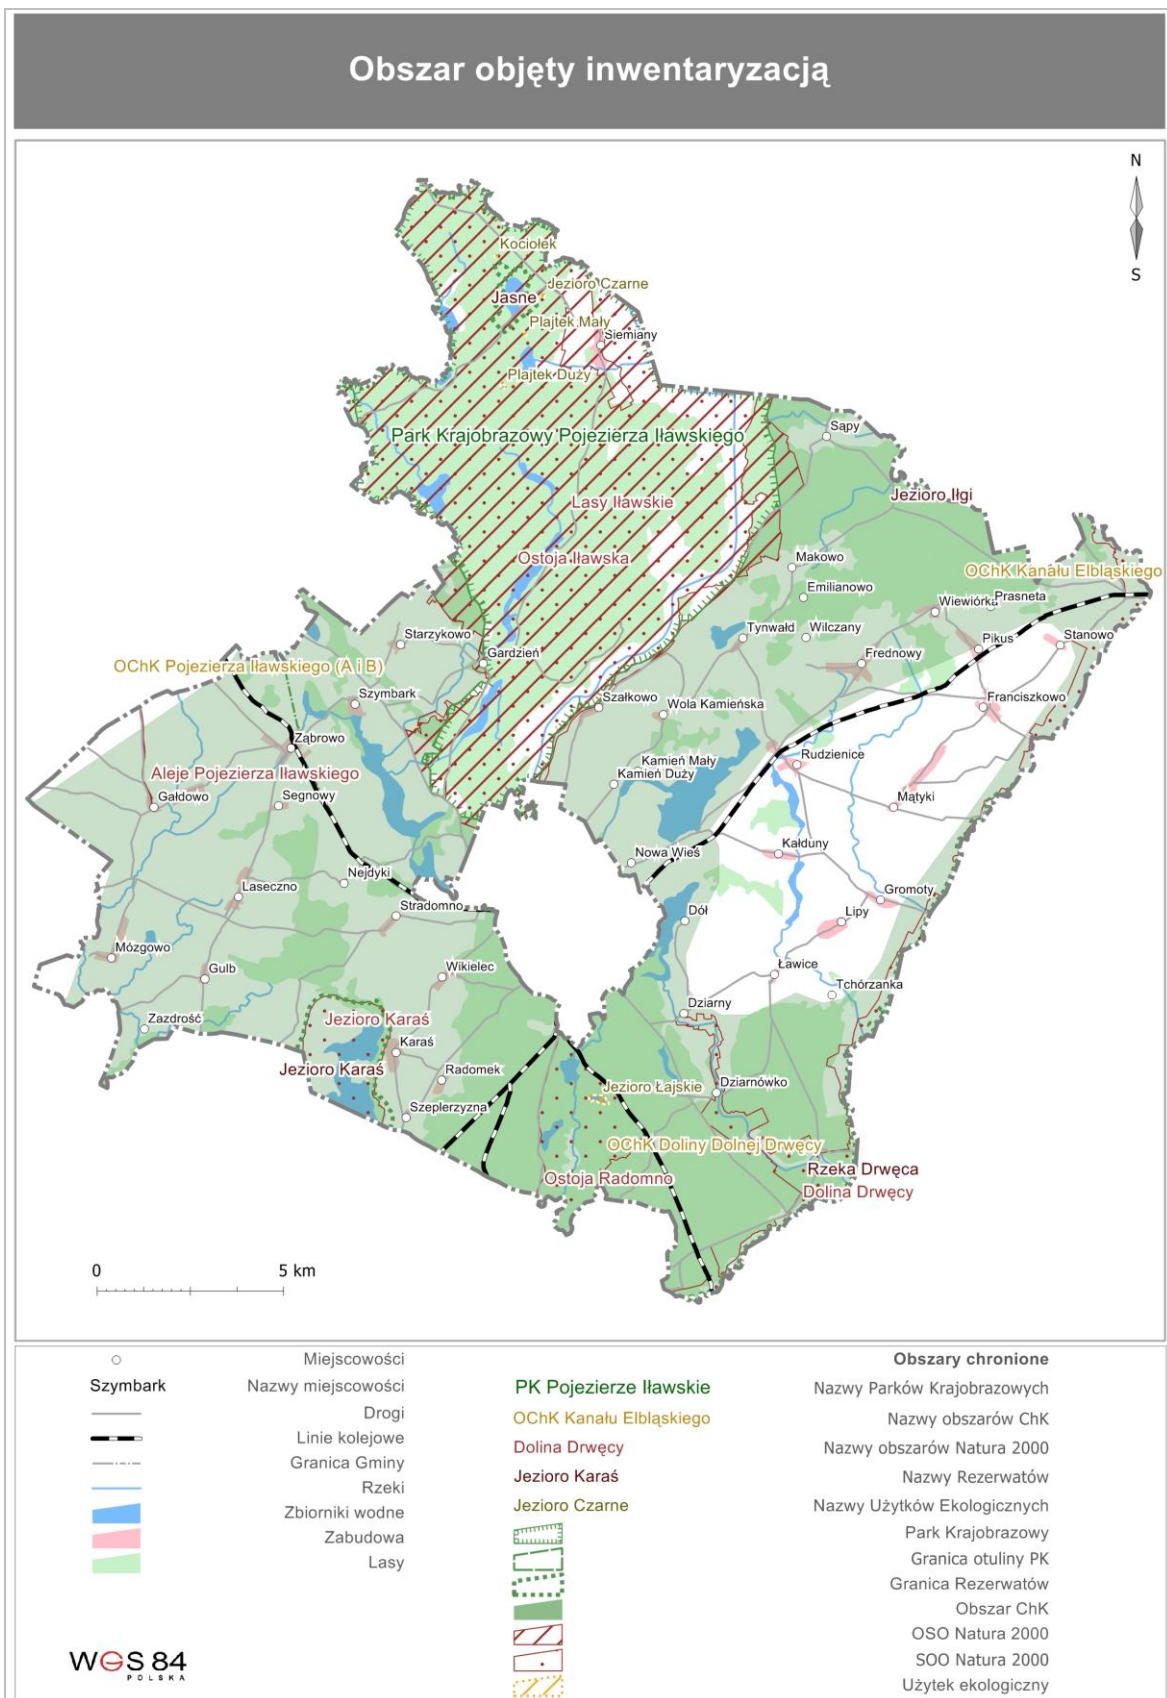 Obszar objęty inwentaryzacją
N
S
Kociołek
Jezioro Czarne
Jasne
Plajtek Mały
Siemiany
Plajtek Duży
Park Krajobrazowy Pojezierza Iławskiego
Sąpy
Lasy Iławskie
Jezioro Iłgi
Ostoja Iławska
Makowo
OChK Kanału Elbląskiego
Emilianowo
Wiewiórka
Prasneta
Starzykowo
Tynwałd
Wilczany
Pikus
Stanowo
Gardzień
Frednowy
OChK Pojezierza Iławskiego (A i B)
Szymbark
Szałkowo
Wola Kamieńska
Franciszkowo
Ząbrowo
Kamień Mały
Rudzienice
Aleje Pojezierza Iławskiego
Kamień Duży
Gałdowo
Segnowy
Mątyki
Nowa Wieś
Kałduny
Nejdyki
Laseczno
Gromoty
Stradomno
Dół
Lipy
Mózgowo
Gulb
Wikielec
Ławice
Tchórzanka
Zazdrość
Jezioro Karaś
Dziarny
Karaś
Jezioro Karaś
Radomek
Jezioro Łajskie
Dziarnówko
Szeplerzyzna
OChK Doliny Dolnej Drwęcy
Ostoja Radomno
Rzeka Drwęca
Dolina Drwęcy
0 5 km
Miejscowości
Szymbark Nazwy miejscowości
Drogi
Linie kolejowe
Granica Gminy
Rzeki
Zbiorniki wodne
Zabudowa
Lasy
WGS 84
POLSKA
Obszary chronione
PK Pojezierze Iławskie Nazwy Parków Krajobrazowych
OChK Kanału Elbląskiego Nazwy obszarów ChK
Dolina Drwęcy Nazwy obszarów Natura 2000
Jezioro Karaś Nazwy Rezerwatów
Jezioro Czarne Nazwy Użytków Ekologicznych
Park Krajobrazowy
Granica otuliny PK
Granica Rezerwatów
Obszar ChK
OSO Natura 2000
SOO Natura 2000
Użytek ekologiczny